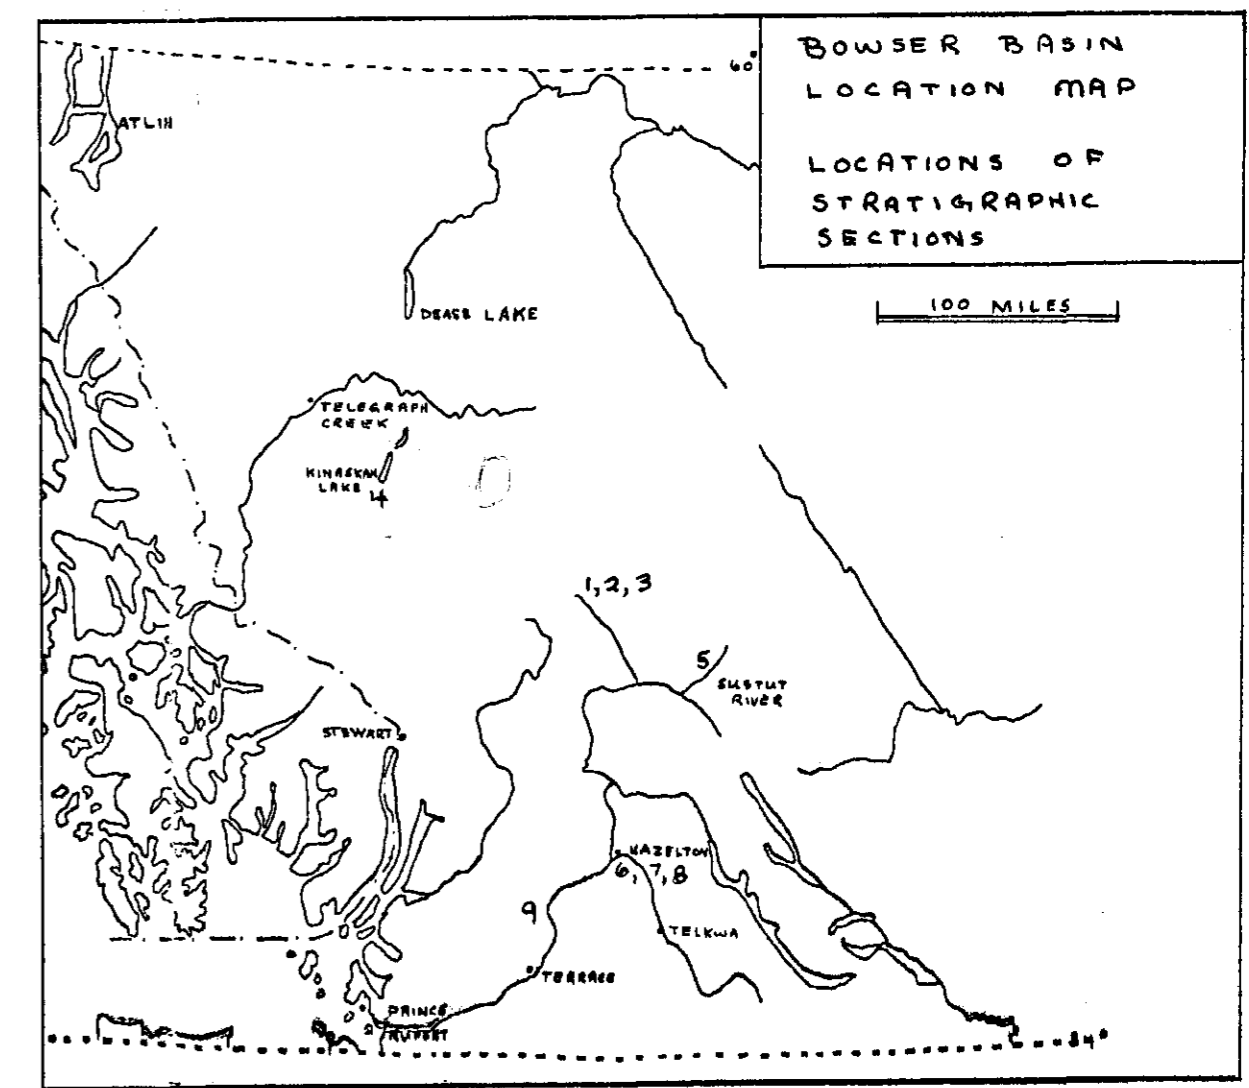 BOWSER BASIN
LOCATION MAP
LOCATIONS OF
STRATIGRAPHIC
SECTIONS
60°
ATLIN
100 MILES
DEASE LAKE
TELEGRAPH
CREEK
KINASKAN
LAKE
4
1, 2, 3
5
SUSTUT
RIVER
STEWART
HAZELTON
6, 7, 8
9
TELKWA
TERRACE
PRINCE
RUPERT
54°